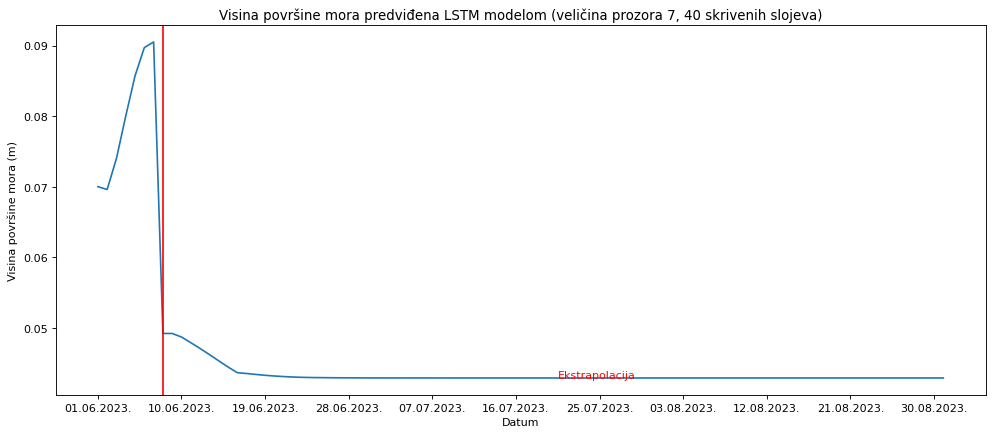 Visina površine mora predviđena LSTM modelom (veličina prozora 7, 40 skrivenih slojeva)
Visina površine mora (m)
0.09
0.08
0.07
0.06
0.05
Ekstrapolacija
01.06.2023. 10.06.2023. 19.06.2023. 28.06.2023. 07.07.2023. 16.07.2023. 25.07.2023. 03.08.2023. 12.08.2023. 21.08.2023. 30.08.2023.
Datum